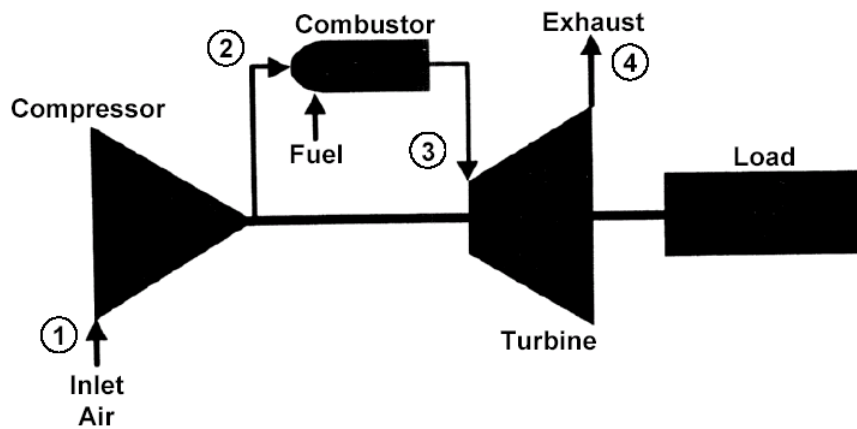 Combustor
Exhaust
2
4
Compressor
Fuel
3
Load
1
Turbine
Inlet
Air